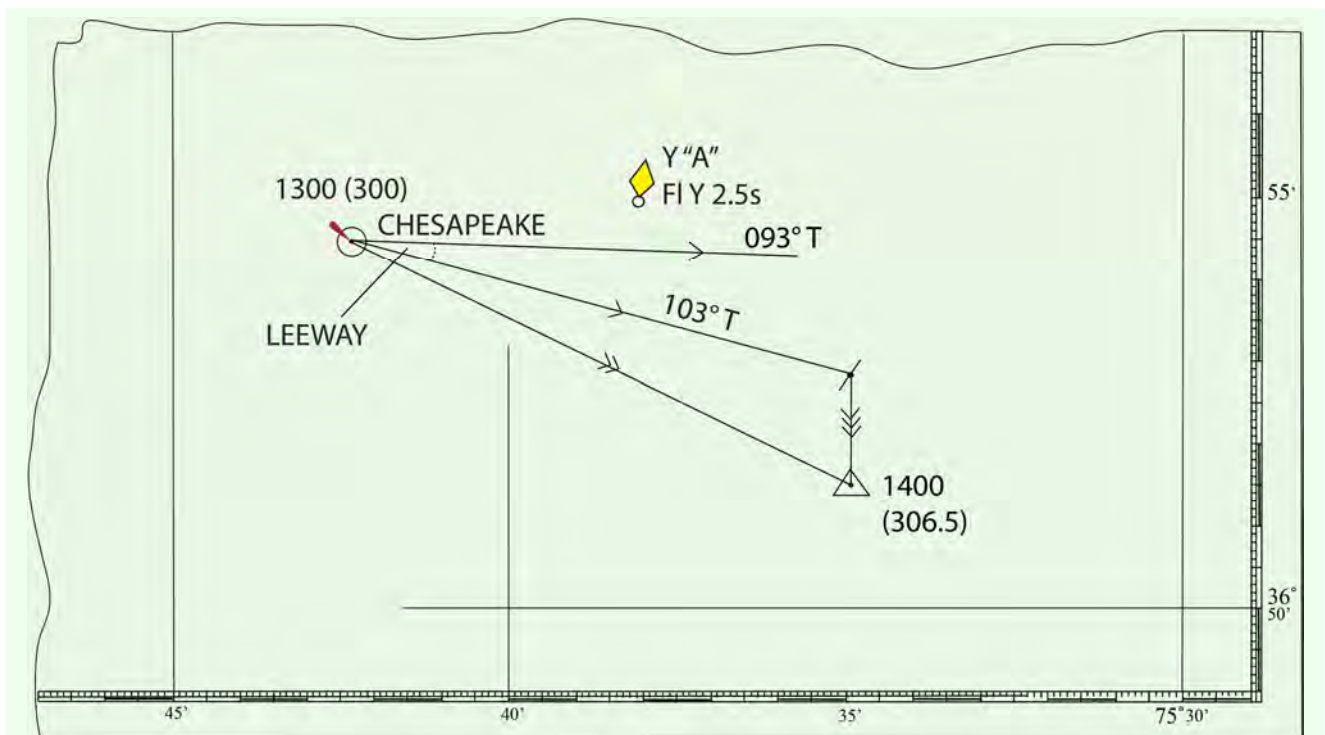 Y “A”
Fl Y 2.5s
55'
1300 (300)
CHESAPEAKE
093° T
LEEWAY
103° T
1400
(306.5)
36°
50'
45'
40'
35'
75°30'